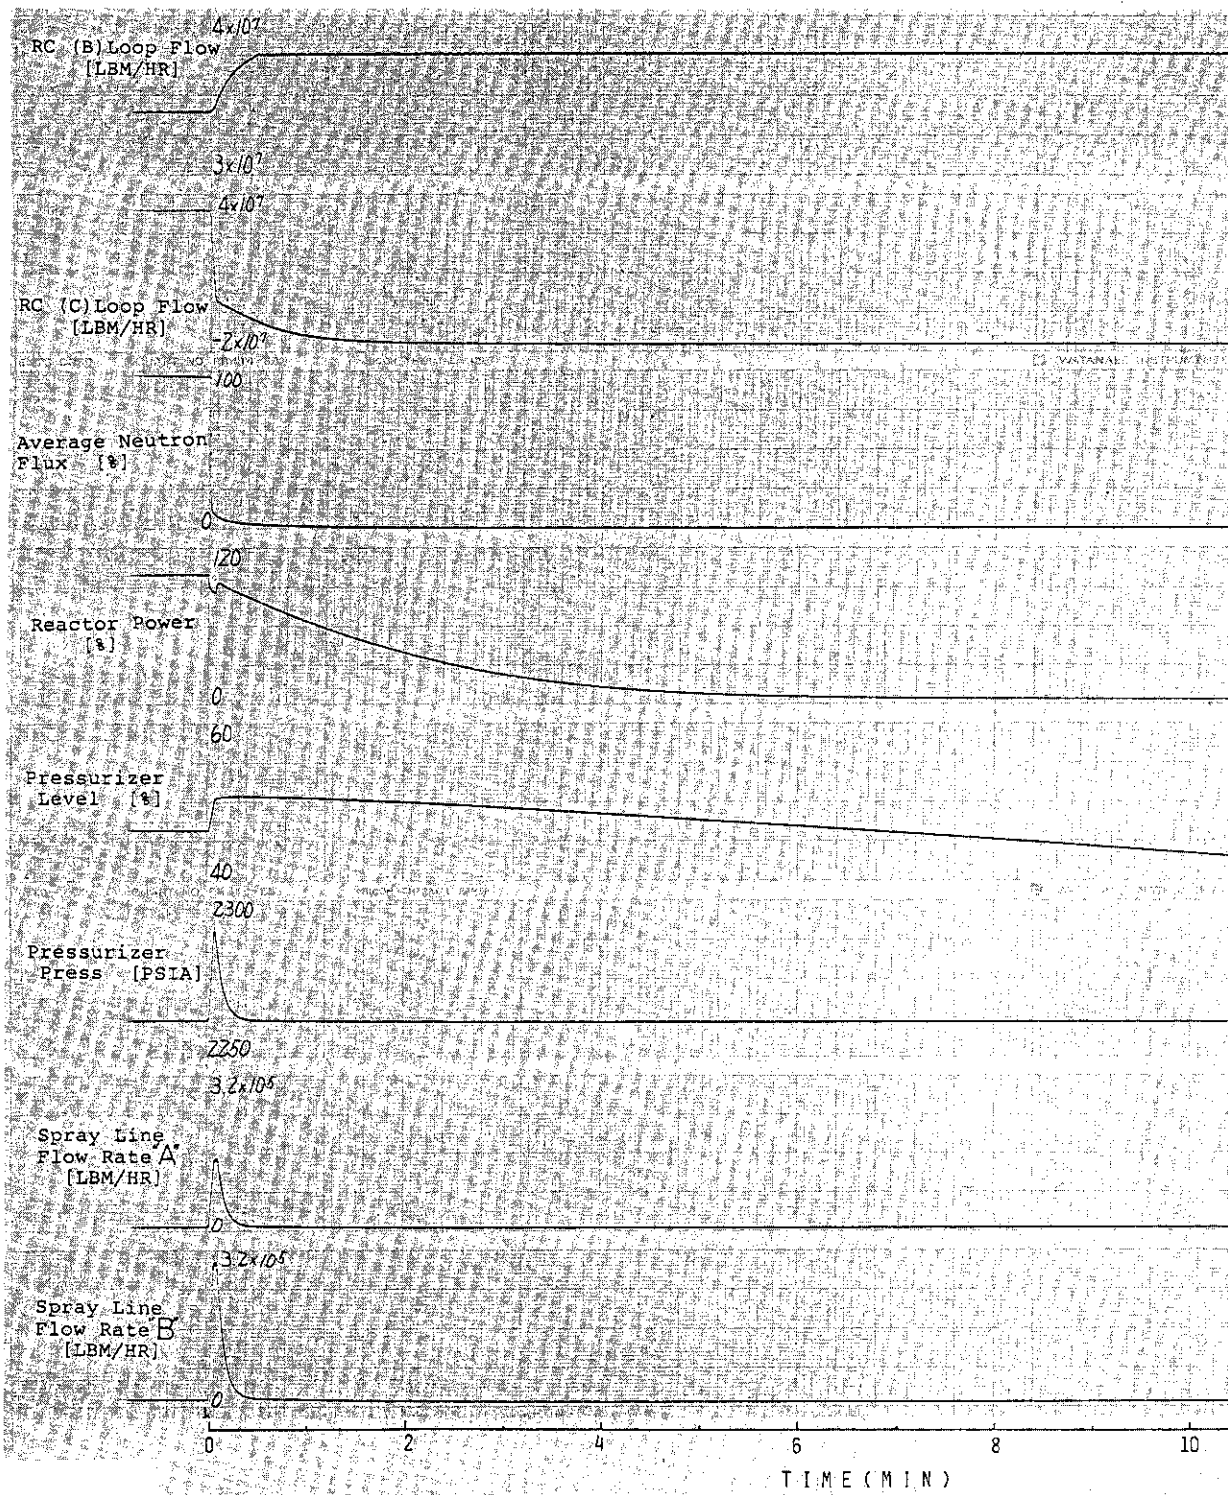 4x10⁷
RC (B) Loop Flow
[LBM/HR]
3x10⁷
4x10⁷
RC (C) Loop Flow
[LBM/HR]
-2x10⁷
WATANAB
100
Average Neutron
Flux [%]
0
120
Reactor Power
[%]
0
60
Pressurizer
Level [%]
40
2300
Pressurizer
Press [PSIA]
2250
3.2x10⁵
Spray Line
Flow Rate "A"
[LBM/HR]
0
3.2x10⁵
Spray Line
Flow Rate "B"
[LBM/HR]
0
0 2 4 6 8 10
TIME (MIN)